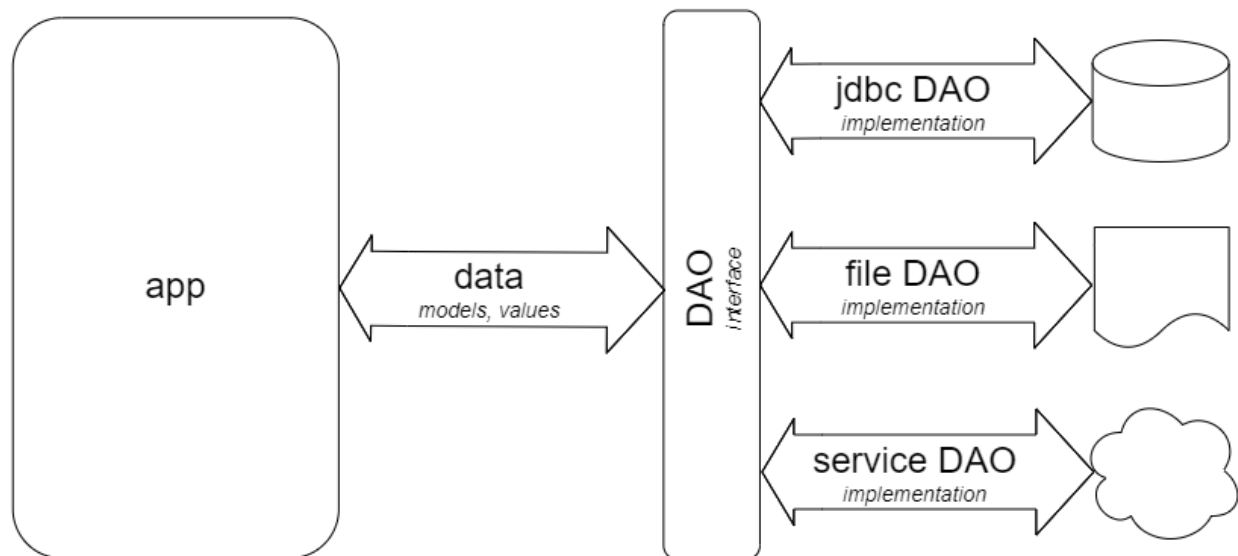 app
data
models, values
DAO
interface
jdbc DAO
implementation
file DAO
implementation
service DAO
implementation